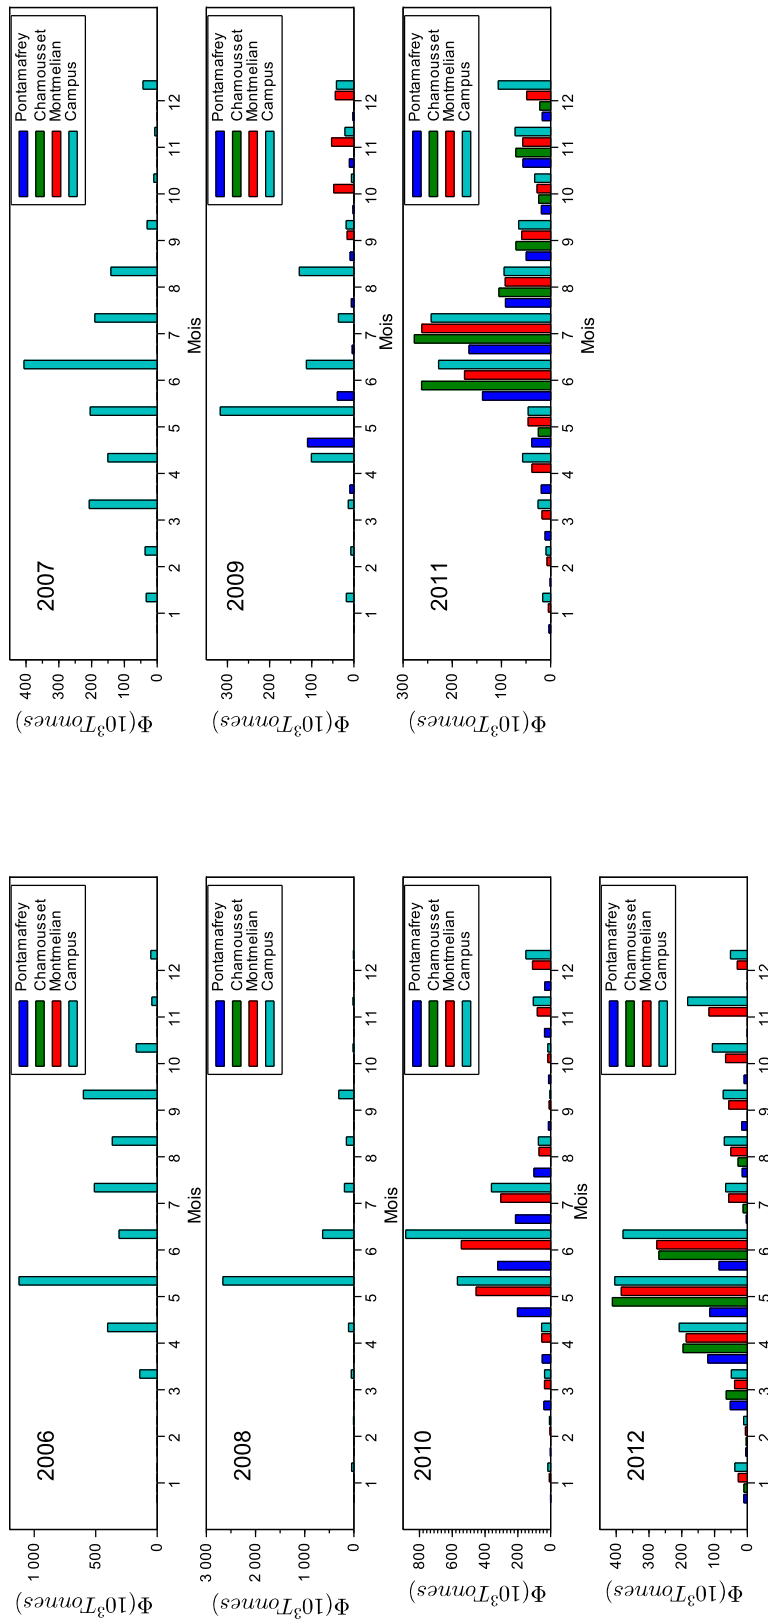 Φ(10³Tonnes)
1 000
500
0
2006
Pontamafrey
Chamousset
Montmelian
Campus
1 2 3 4 5 6 7 8 9 10 11 12
Mois
Φ(10³Tonnes)
400
300
200
100
0
2007
Pontamafrey
Chamousset
Montmelian
Campus
1 2 3 4 5 6 7 8 9 10 11 12
Mois
Φ(10³Tonnes)
3 000
2 000
1 000
0
2008
Pontamafrey
Chamousset
Montmelian
Campus
1 2 3 4 5 6 7 8 9 10 11 12
Mois
Φ(10³Tonnes)
300
200
100
0
2009
Pontamafrey
Chamousset
Montmelian
Campus
1 2 3 4 5 6 7 8 9 10 11 12
Mois
Φ(10³Tonnes)
800
600
400
200
0
2010
Pontamafrey
Chamousset
Montmelian
Campus
1 2 3 4 5 6 7 8 9 10 11 12
Mois
Φ(10³Tonnes)
300
200
100
0
2011
Pontamafrey
Chamousset
Montmelian
Campus
1 2 3 4 5 6 7 8 9 10 11 12
Mois
Φ(10³Tonnes)
400
300
200
100
0
2012
Pontamafrey
Chamousset
Montmelian
Campus
1 2 3 4 5 6 7 8 9 10 11 12